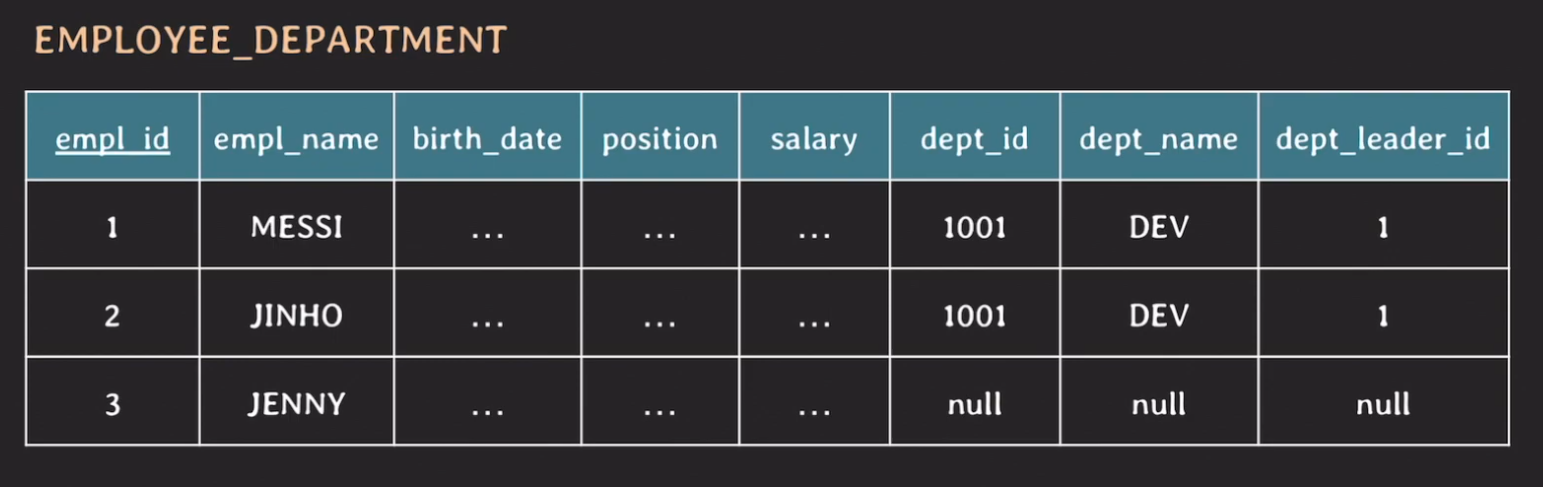 EMPLOYEE_DEPARTMENT
empl_id empl_name birth_date position salary dept_id dept_name dept_leader_id
1 MESSI ... ... ... 1001 DEV 1
2 JINHO ... ... ... 1001 DEV 1
3 JENNY ... ... ... null null null